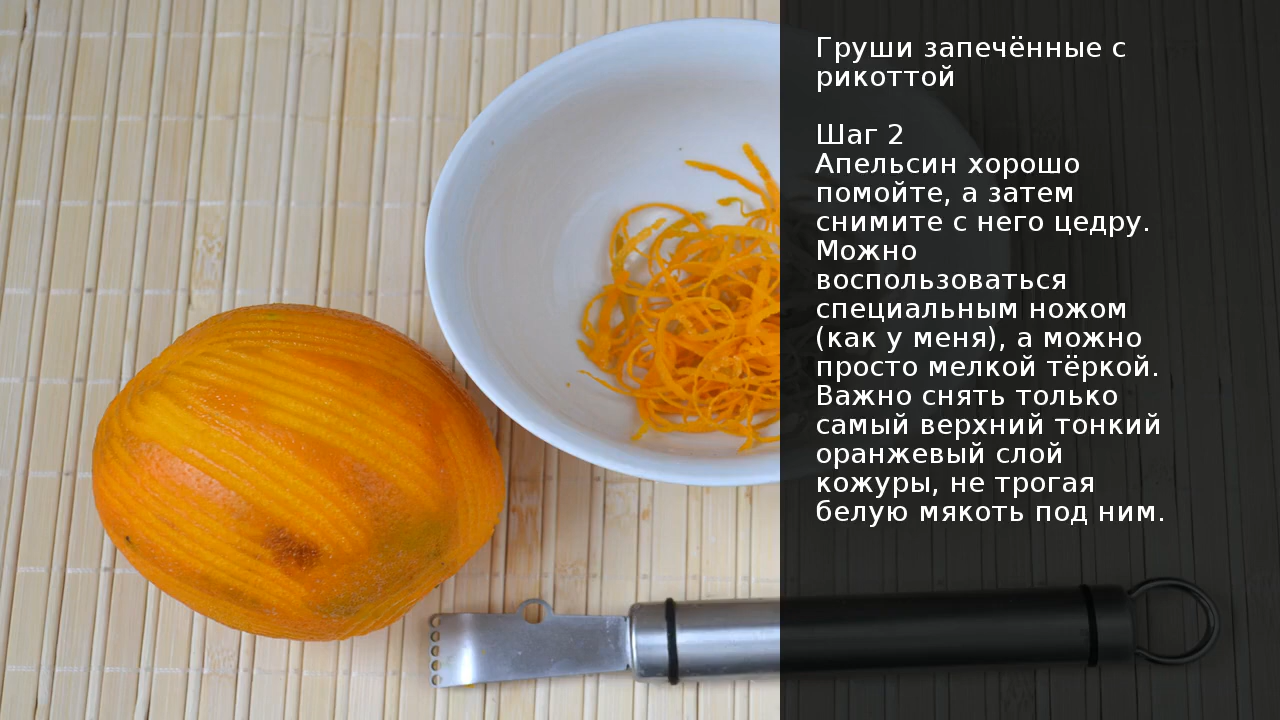 Груши запечённые с
рикоттой
Шаг 2
Апельсин хорошо
помойте, а затем
снимите с него цедру.
Можно
воспользоваться
специальным ножом
(как у меня), а можно
просто мелкой тёркой.
Важно снять только
самый верхний тонкий
оранжевый слой
кожуры, не трогая
белую мякоть под ним.